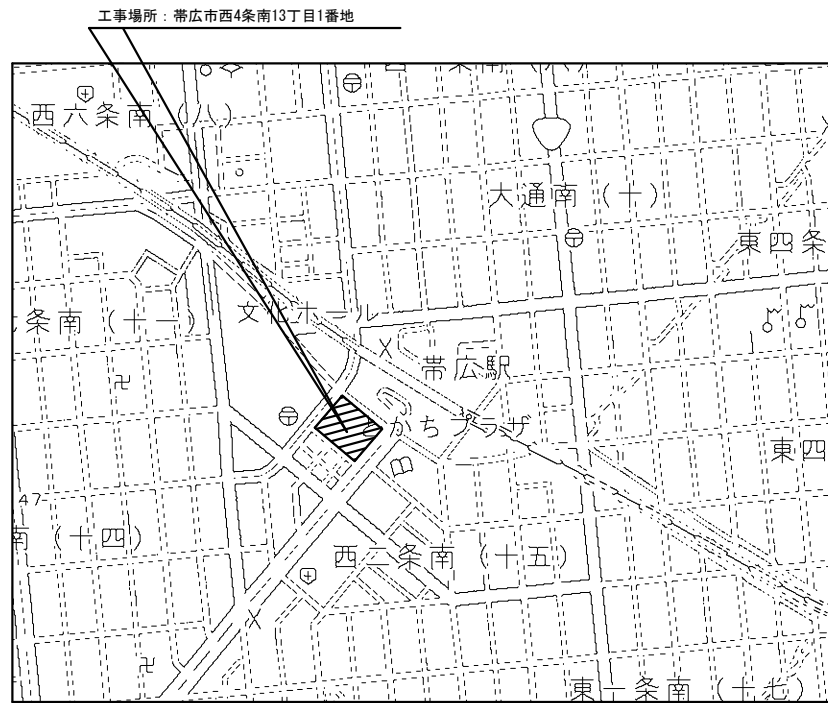 工事場所：帯広市西4条南13丁目1番地
西六条南（八）
大通南（十）
東四条
条南（十一）
文化ホール
帯広駅
とかちプラザ
東四
47
南（十四）
西二条南（十五）
東一条南（十七）